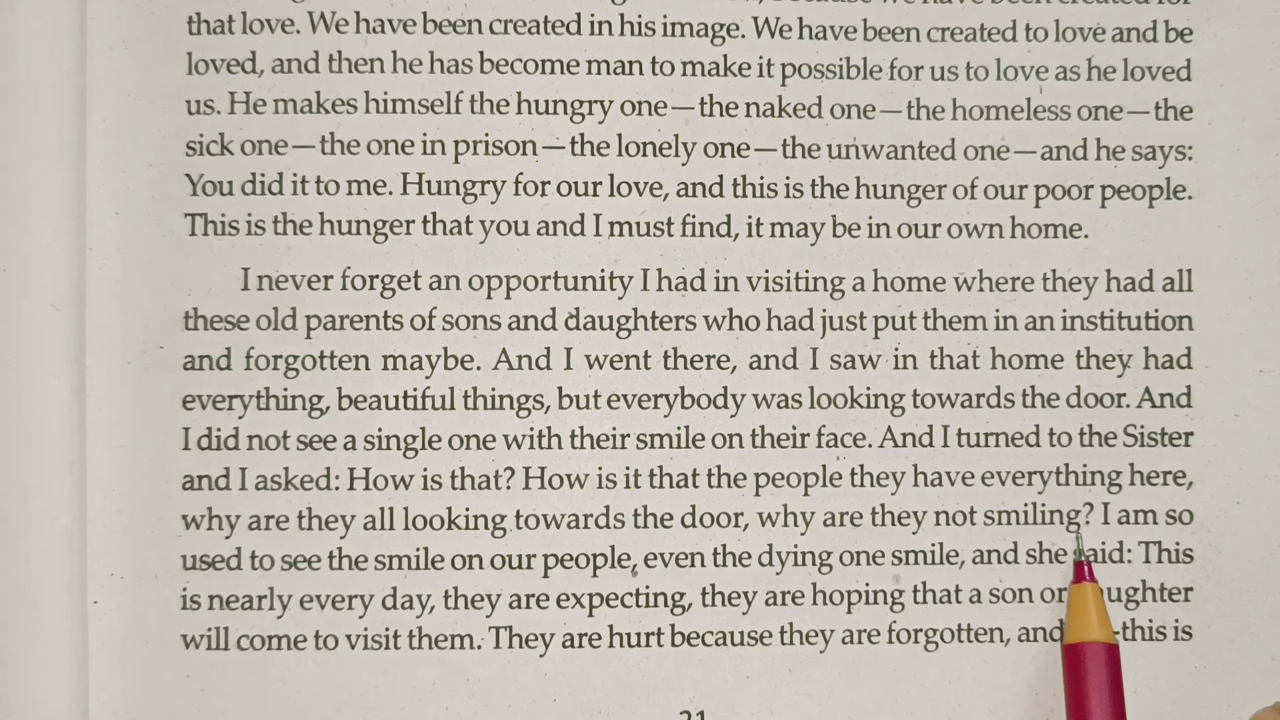 that love. We have been created in his image. We have been created to love and be
loved, and then he has become man to make it possible for us to love as he loved
us. He makes himself the hungry one—the naked one—the homeless one—the
sick one—the one in prison—the lonely one—the unwanted one—and he says:
You did it to me. Hungry for our love, and this is the hunger of our poor people.
This is the hunger that you and I must find, it may be in our own home.
I never forget an opportunity I had in visiting a home where they had all
these old parents of sons and daughters who had just put them in an institution
and forgotten maybe. And I went there, and I saw in that home they had
everything, beautiful things, but everybody was looking towards the door. And
I did not see a single one with their smile on their face. And I turned to the Sister
and I asked: How is that? How is it that the people they have everything here,
why are they all looking towards the door, why are they not smiling? I am so
used to see the smile on our people, even the dying one smile, and she said: This
is nearly every day, they are expecting, they are hoping that a son or daughter
will come to visit them. They are hurt because they are forgotten, and —this is